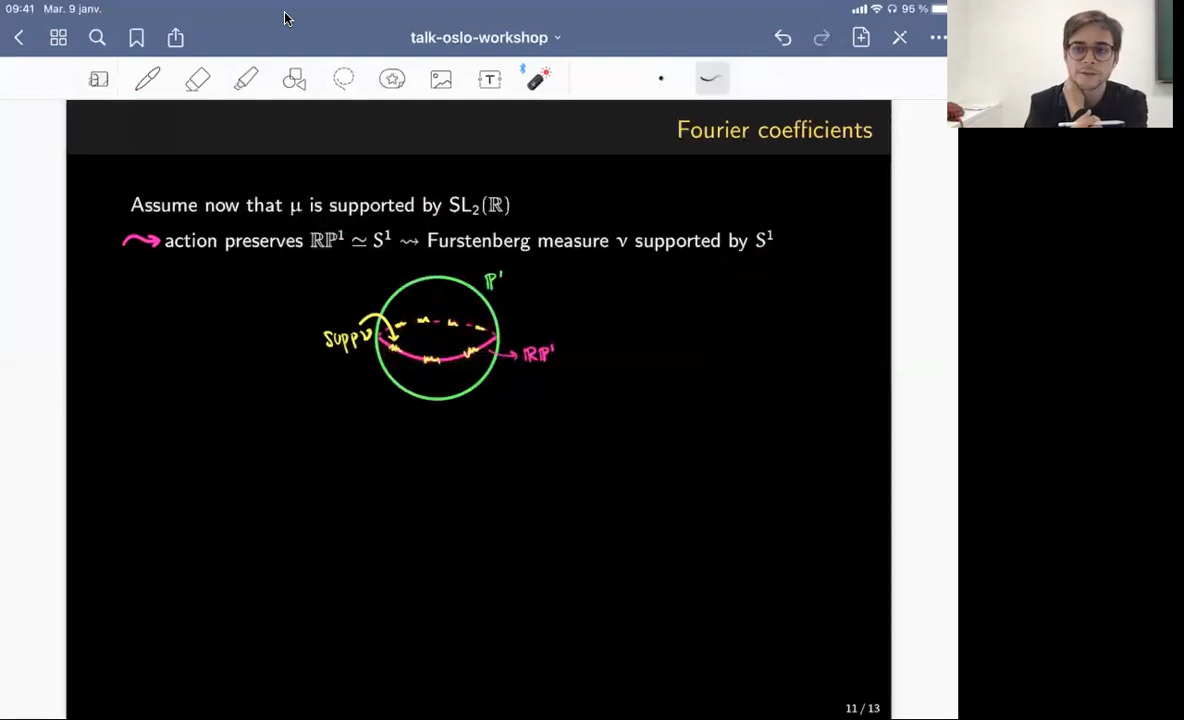 09:41 Mar. 9 janv.
95 %
talk-oslo-workshop
T
Fourier coefficients
Assume now that μ is supported by SL₂(ℝ)
action preserves ℝP¹ ≃ S¹ ⇝ Furstenberg measure ν supported by S¹
P¹
supp ν
RP¹
11 / 13